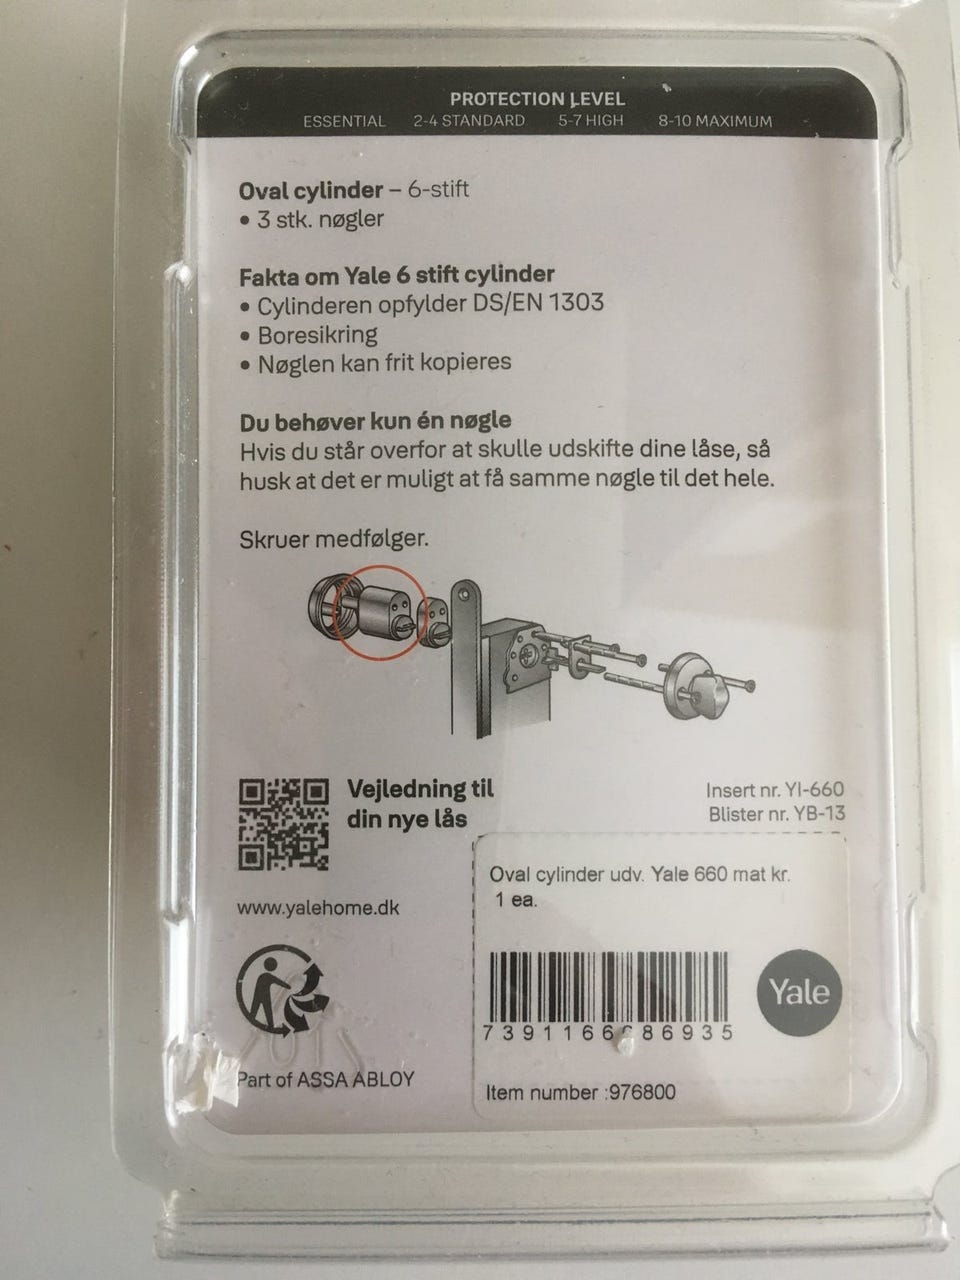 PROTECTION LEVEL
ESSENTIAL 2-4 STANDARD 5-7 HIGH 8-10 MAXIMUM
Oval cylinder – 6-stift
• 3 stk. nøgler
Fakta om Yale 6 stift cylinder
• Cylinderen opfylder DS/EN 1303
• Boresikring
• Nøglen kan frit kopieres
Du behøver kun én nøgle
Hvis du står overfor at skulle udskifte dine låse, så
husk at det er muligt at få samme nøgle til det hele.
Skruer medfølger.
Vejledning til
din nye lås
Insert nr. YI-660
Blister nr. YB-13
www.yalehome.dk
Oval cylinder udv. Yale 660 mat kr.
1 ea.
Yale
Part of ASSA ABLOY
Item number :976800